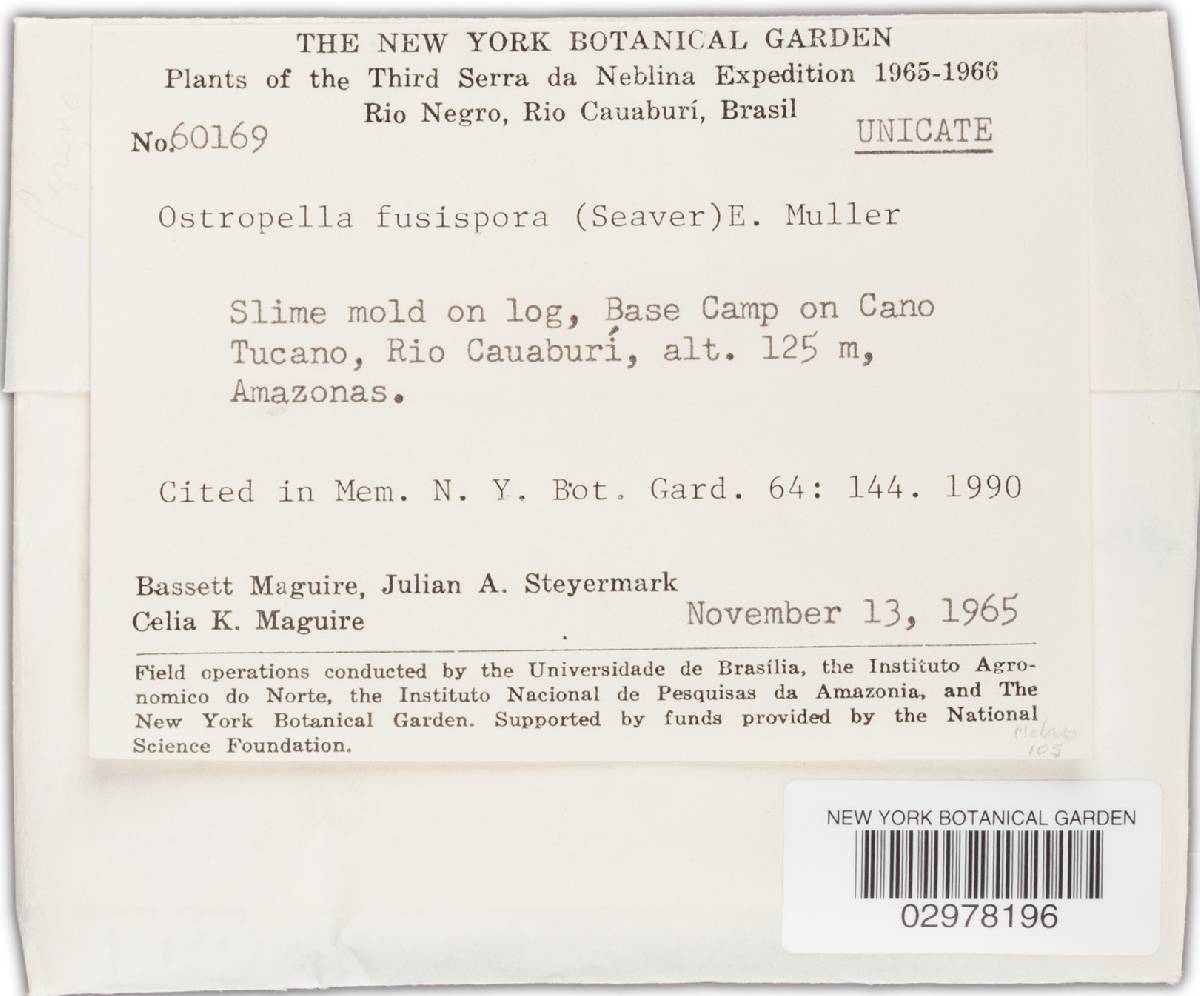 THE NEW YORK BOTANICAL GARDEN
Plants of the Third Serra da Neblina Expedition 1965-1966
Rio Negro, Rio Cauaburí, Brasil
No.60169
UNICATE
Ostropella fusispora (Seaver)E. Muller
Slime mold on log, Base Camp on Cano
Tucano, Rio Cauaburí, alt. 125 m,
Amazonas.
Cited in Mem. N. Y. Bot. Gard. 64: 144. 1990
Bassett Maguire, Julian A. Steyermark
Celia K. Maguire
November 13, 1965
Field operations conducted by the Universidade de Brasília, the Instituto Agro-
nomico do Norte, the Instituto Nacional de Pesquisas da Amazonia, and The
New York Botanical Garden. Supported by funds provided by the National
Science Foundation.
105
NEW YORK BOTANICAL GARDEN
02978196